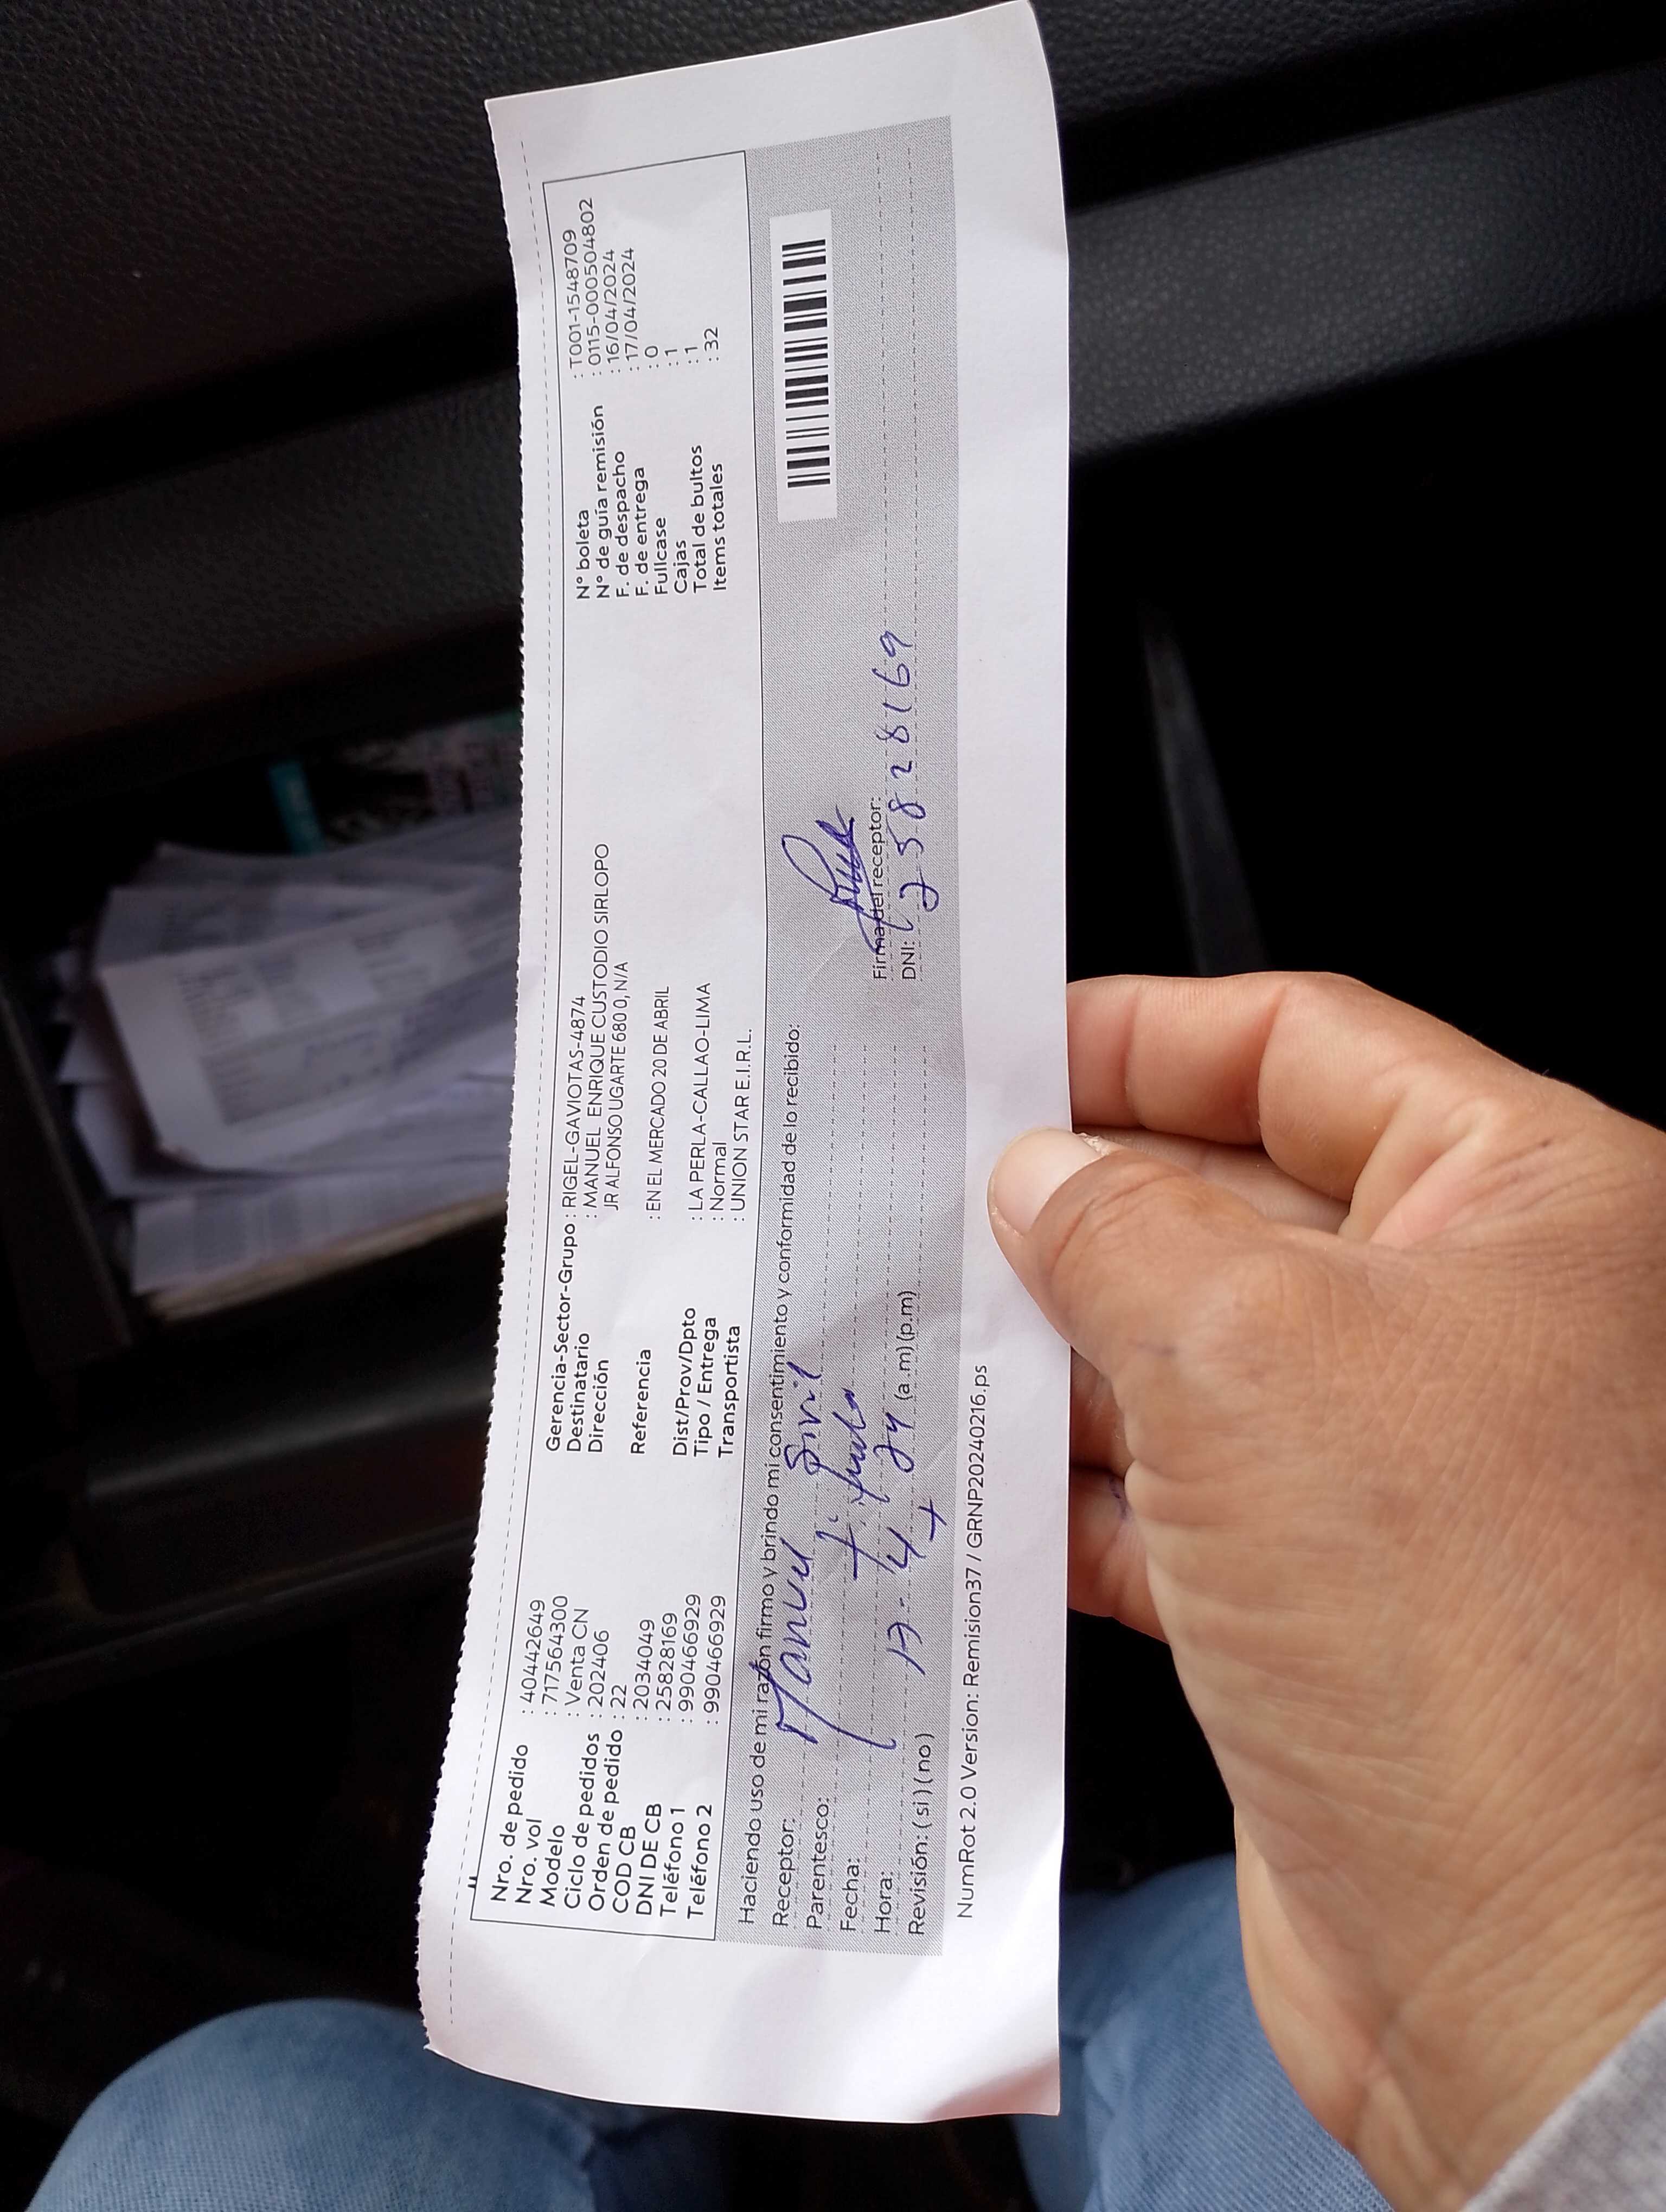 Nro. de pedido : 40442649
Nro. vol : 717564300
Modelo : Venta CN
Ciclo de pedidos : 202406
Orden de pedido : 22
COD CB : 2034049
DNI DE CB : 25828169
Teléfono 1 : 990466929
Teléfono 2 : 990466929
Gerencia-Sector-Grupo : RIGEL-GAVIOTAS-4874
Destinatario : MANUEL ENRIQUE CUSTODIO SIRLOPO
Dirección JR ALFONSO UGARTE 680 0, N/A
Referencia : EN EL MERCADO 20 DE ABRIL
Dist/Prov/Dpto : LA PERLA-CALLAO-LIMA
Tipo / Entrega : Normal
Transportista : UNION STAR E.I.R.L.
N° boleta : T001-1548709
N° de guía remisión : 0115-0000504802
F. de despacho : 16/04/2024
F. de entrega : 17/04/2024
Fullcase : 0
Cajas : 1
Total de bultos : 1
Items totales : 32
Haciendo uso de mi razón firmo y brindo mi consentimiento y conformidad de lo recibido:
Receptor: Manuel
Parentesco:
Fecha: 17-4-24
Hora: (a.m) (p.m)
Revisión: ( si ) ( no )
Firma del receptor:
DNI: 25828169
NumRot 2.0 Version: Remision37 / GRNP20240216.ps